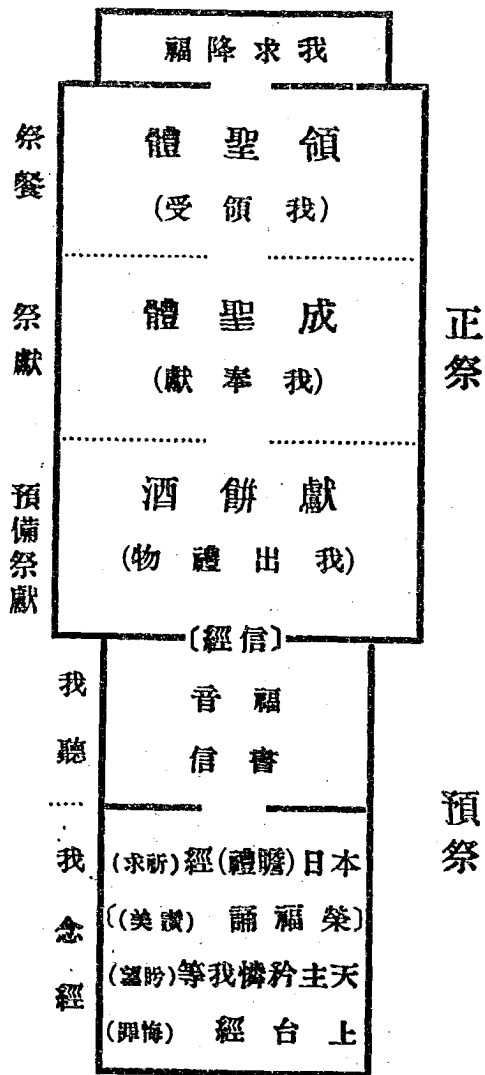 我求降福
正祭
領聖體
(我領受)
祭餐
成聖體
(我奉獻)
祭獻
獻餅酒
(我出禮物)
預備祭獻
〔信經〕
預祭
福音
書信
我聽
本日(瞻禮)經(祈求)
〔榮福誦(讚美)〕
天主矜憐我等(盼望)
上台經(悔罪)
我念經